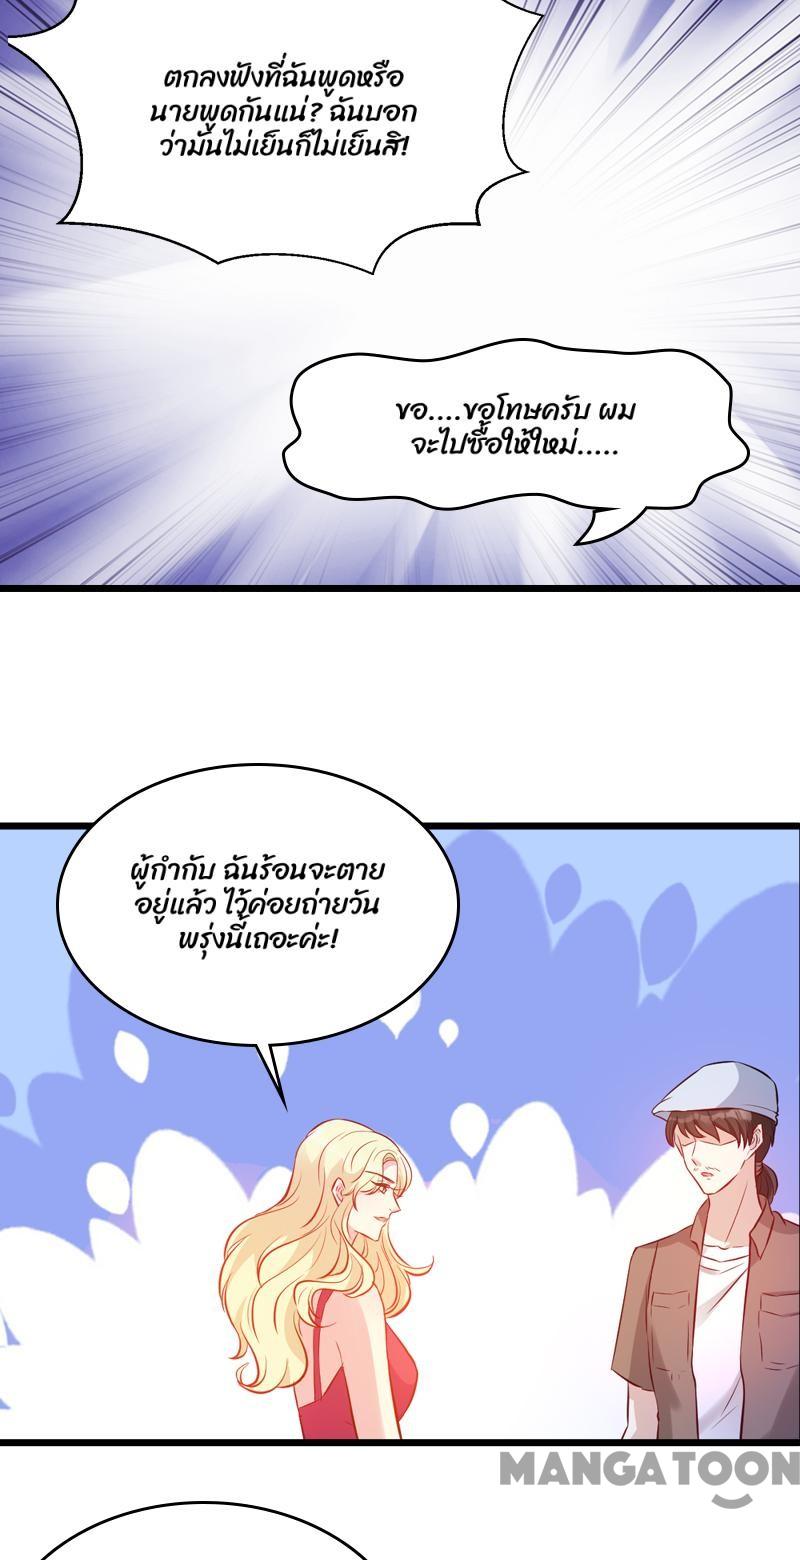 ตกลงฟังที่ฉันพูดหรือ
นายพูดกันแน่? ฉันบอก
ว่ามันไม่เย็นก็ไม่เย็นสิ!
ขอ....ขอโทษครับ ผม
จะไปซื้อให้ใหม่.....
ผู้กำกับ ฉันร้อนจะตาย
อยู่แล้ว ไว้ค่อยถ่ายวัน
พรุ่งนี้เถอะค่ะ!
MANGATOON